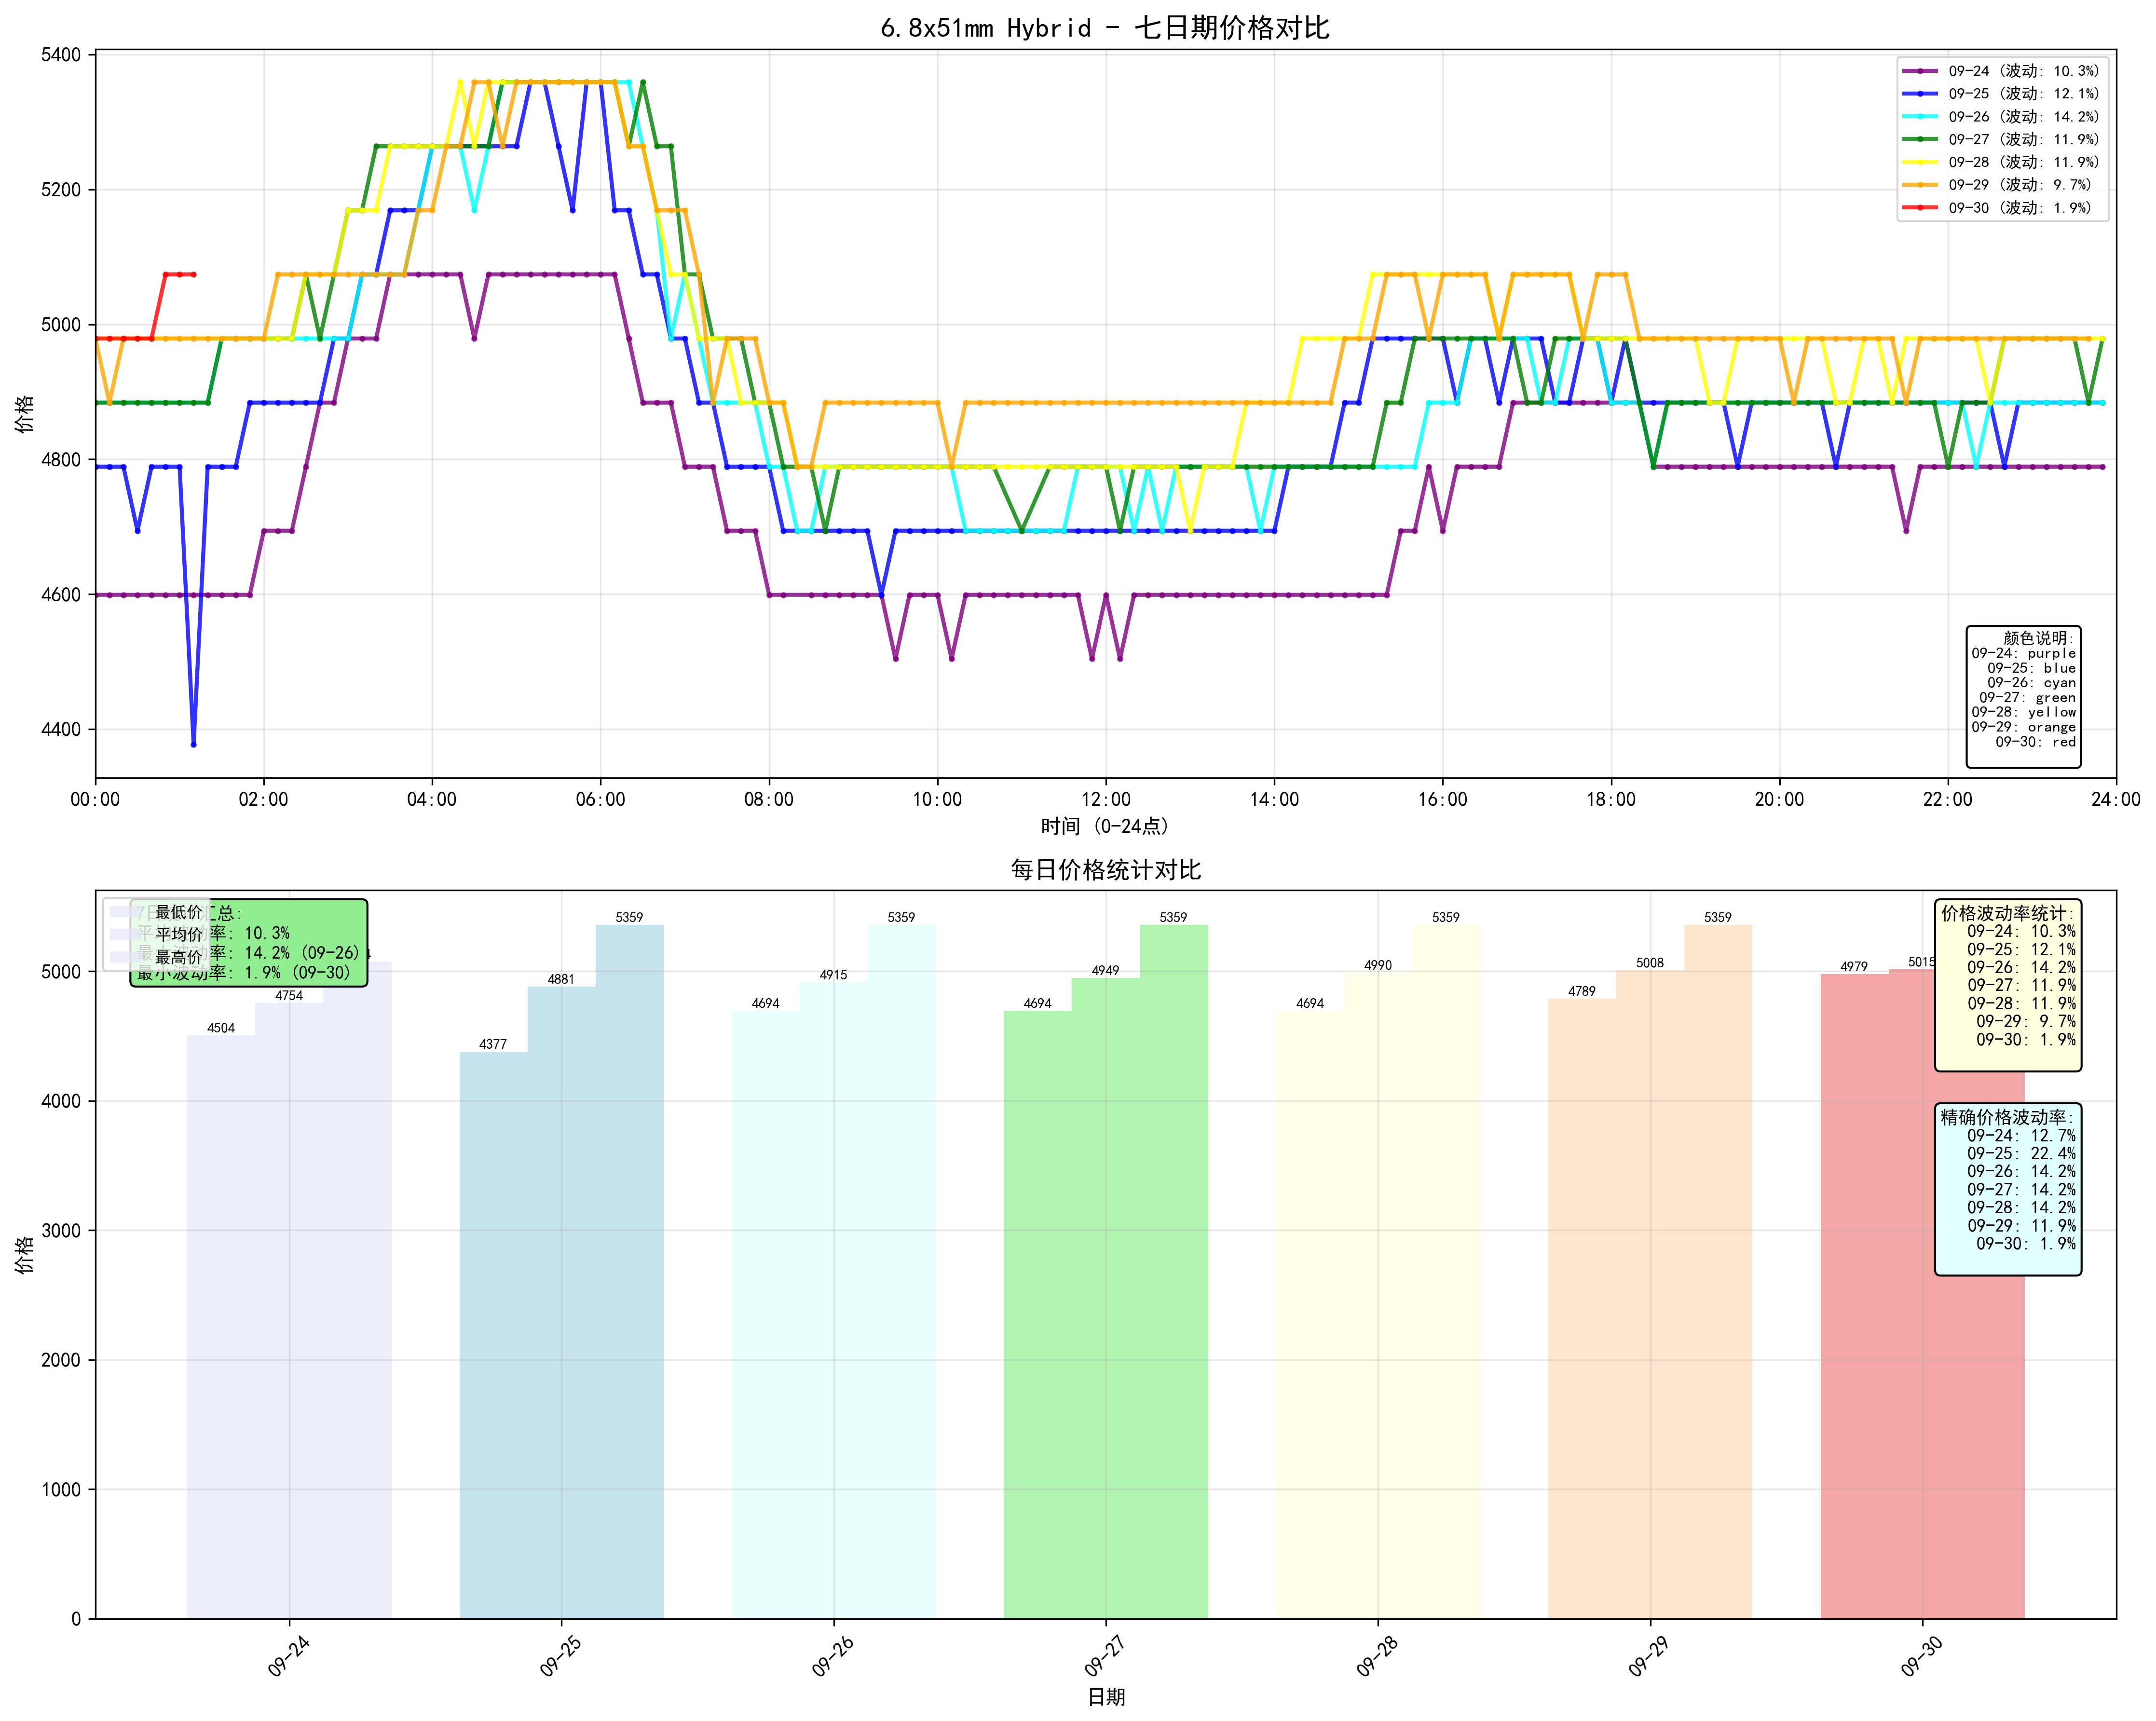 6.8x51mm Hybrid - 七日期价格对比
价格
5400
5200
5000
4800
4600
4400
09-24 (波动: 10.3%)
09-25 (波动: 12.1%)
09-26 (波动: 14.2%)
09-27 (波动: 11.9%)
09-28 (波动: 11.9%)
09-29 (波动: 9.7%)
09-30 (波动: 1.9%)
颜色说明:
09-24: purple
09-25: blue
09-26: cyan
09-27: green
09-28: yellow
09-29: orange
09-30: red
00:00 02:00 04:00 06:00 08:00 10:00 12:00 14:00 16:00 18:00 20:00 22:00 24:00
时间 (0-24点)
每日价格统计对比
价格
5000
4000
3000
2000
1000
0
最低价
平均价
最高价
汇总:
率: 10.3%
率: 14.2% (09-26)
最小波动率: 1.9% (09-30)
4504
4754
4377
4881
5359
4694
4915
5359
4694
4949
5359
4694
4990
5359
4789
5008
5359
4979
5015
价格波动率统计:
09-24: 10.3%
09-25: 12.1%
09-26: 14.2%
09-27: 11.9%
09-28: 11.9%
09-29: 9.7%
09-30: 1.9%
精确价格波动率:
09-24: 12.7%
09-25: 22.4%
09-26: 14.2%
09-27: 14.2%
09-28: 14.2%
09-29: 11.9%
09-30: 1.9%
09-24 09-25 09-26 09-27 09-28 09-29 09-30
日期